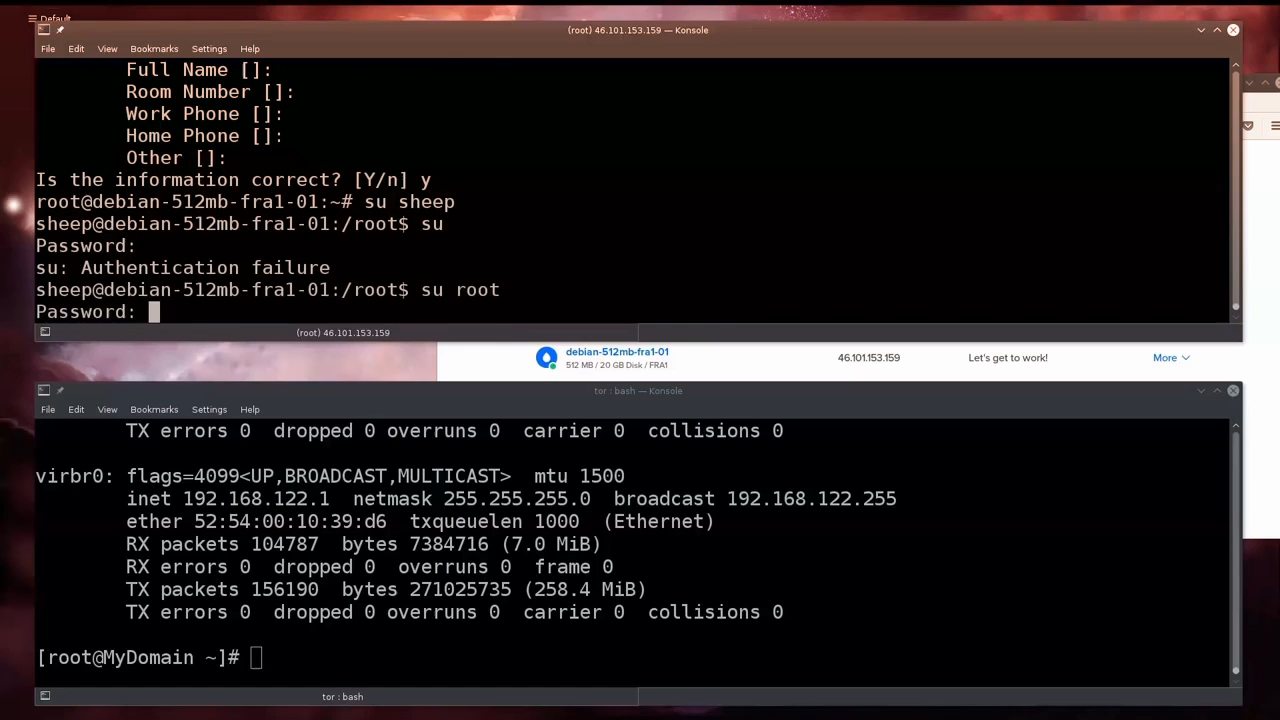 Default
(root) 46.101.153.159 — Konsole
File Edit View Bookmarks Settings Help
Full Name []:
Room Number []:
Work Phone []:
Home Phone []:
Other []:
Is the information correct? [Y/n] y
root@debian-512mb-fra1-01:~# su sheep
sheep@debian-512mb-fra1-01:/root$ su
Password:
su: Authentication failure
sheep@debian-512mb-fra1-01:/root$ su root
Password:
(root) 46.101.153.159
debian-512mb-fra1-01 46.101.153.159 Let's get to work! More
512 MB / 20 GB Disk / FRA1
tor : bash — Konsole
File Edit View Bookmarks Settings Help
TX errors 0 dropped 0 overruns 0 carrier 0 collisions 0
virbr0: flags=4099<UP,BROADCAST,MULTICAST> mtu 1500
inet 192.168.122.1 netmask 255.255.255.0 broadcast 192.168.122.255
ether 52:54:00:10:39:d6 txqueuelen 1000 (Ethernet)
RX packets 104787 bytes 7384716 (7.0 MiB)
RX errors 0 dropped 0 overruns 0 frame 0
TX packets 156190 bytes 271025735 (258.4 MiB)
TX errors 0 dropped 0 overruns 0 carrier 0 collisions 0
[root@MyDomain ~]#
tor : bash